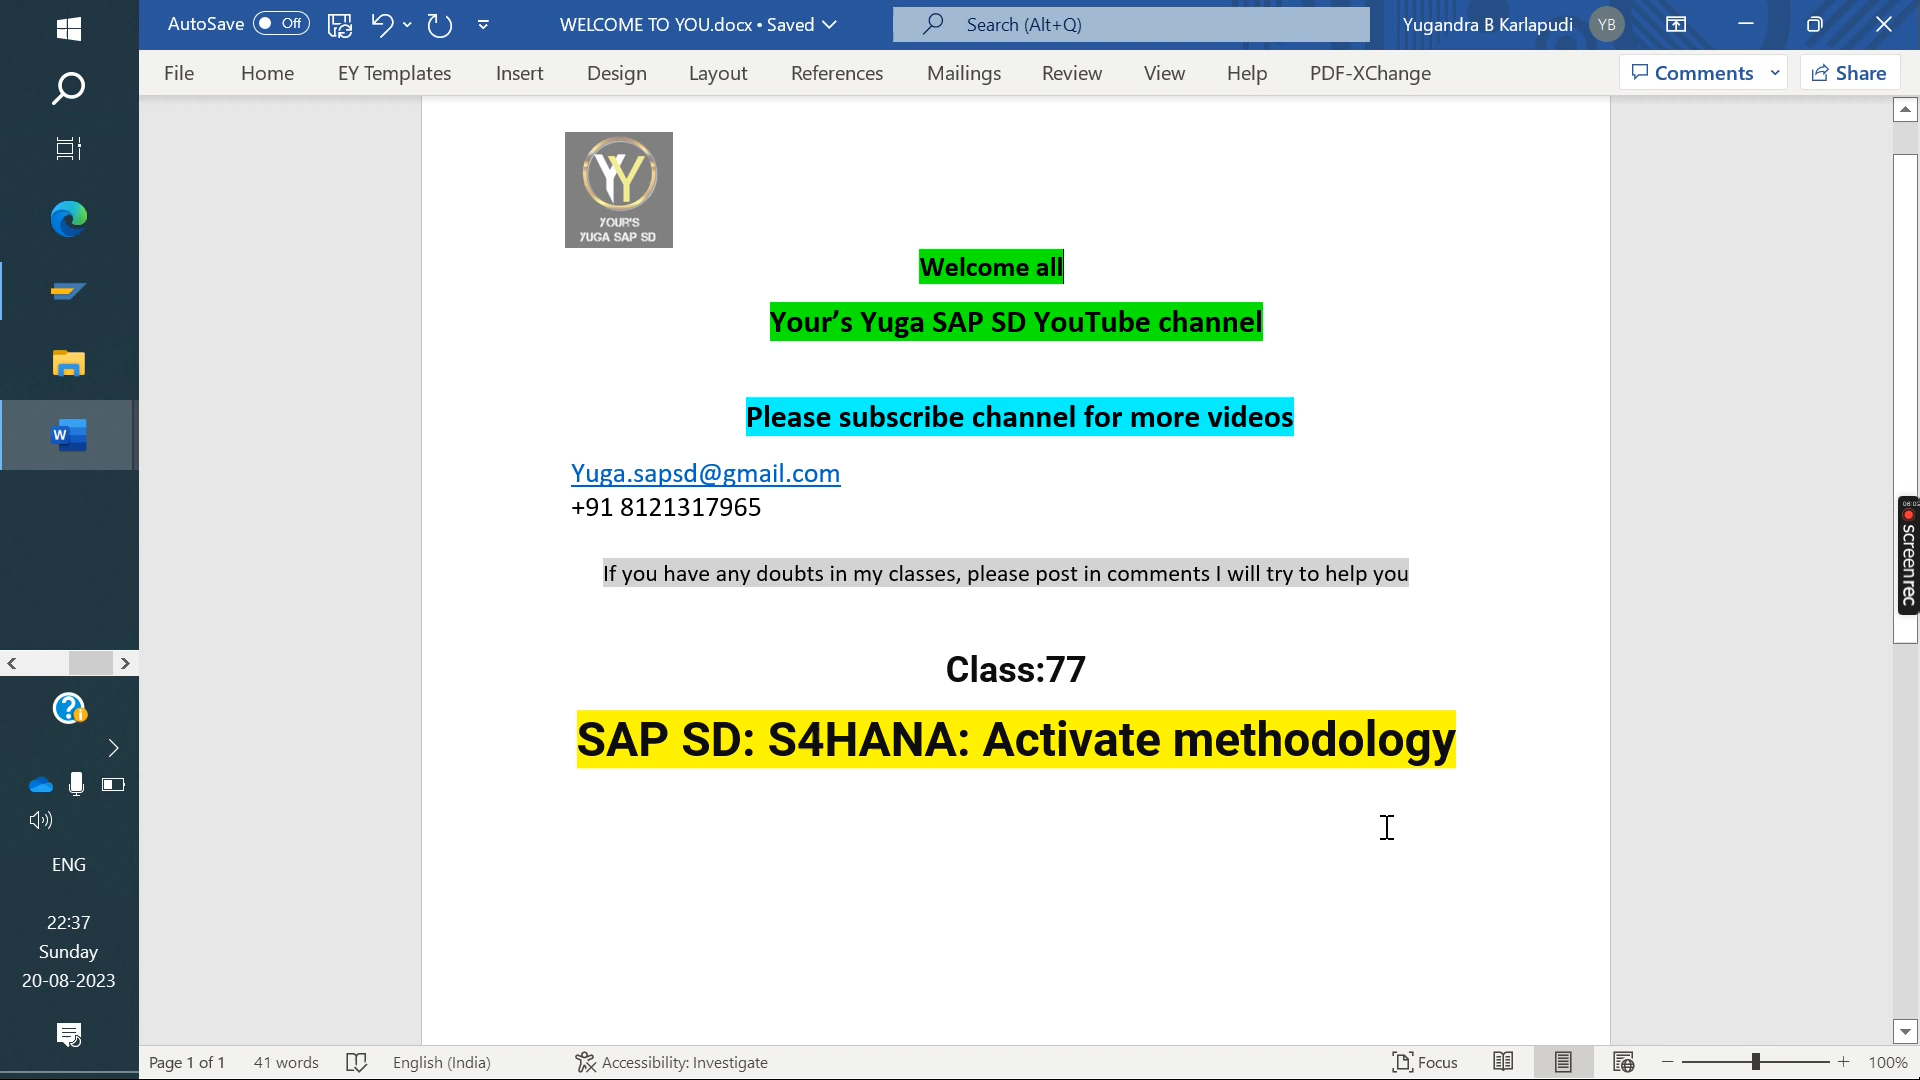 AutoSave Off WELCOME TO YOU.docx • Saved Search (Alt+Q) Yugandra B Karlapudi YB
File Home EY Templates Insert Design Layout References Mailings Review View Help PDF-XChange Comments Share
YY
YOUR'S
YUGA SAP SD
Welcome all
Your’s Yuga SAP SD YouTube channel
Please subscribe channel for more videos
Yuga.sapsd@gmail.com
+91 8121317965
If you have any doubts in my classes, please post in comments I will try to help you
Class:77
SAP SD: S4HANA: Activate methodology
screenrec
W
ENG
22:37
Sunday
20-08-2023
Page 1 of 1 41 words English (India) Accessibility: Investigate Focus 100%